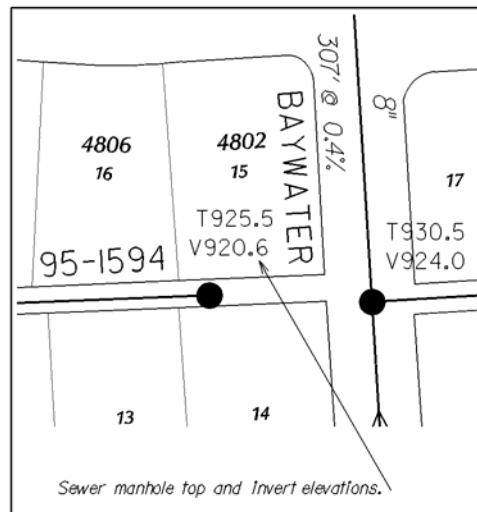 307' @ 0.4%
8"
BAYWATER
4806
16
4802
15
17
T925.5
V920.6
T930.5
V924.0
95-1594
13
14
Sewer manhole top and invert elevations.